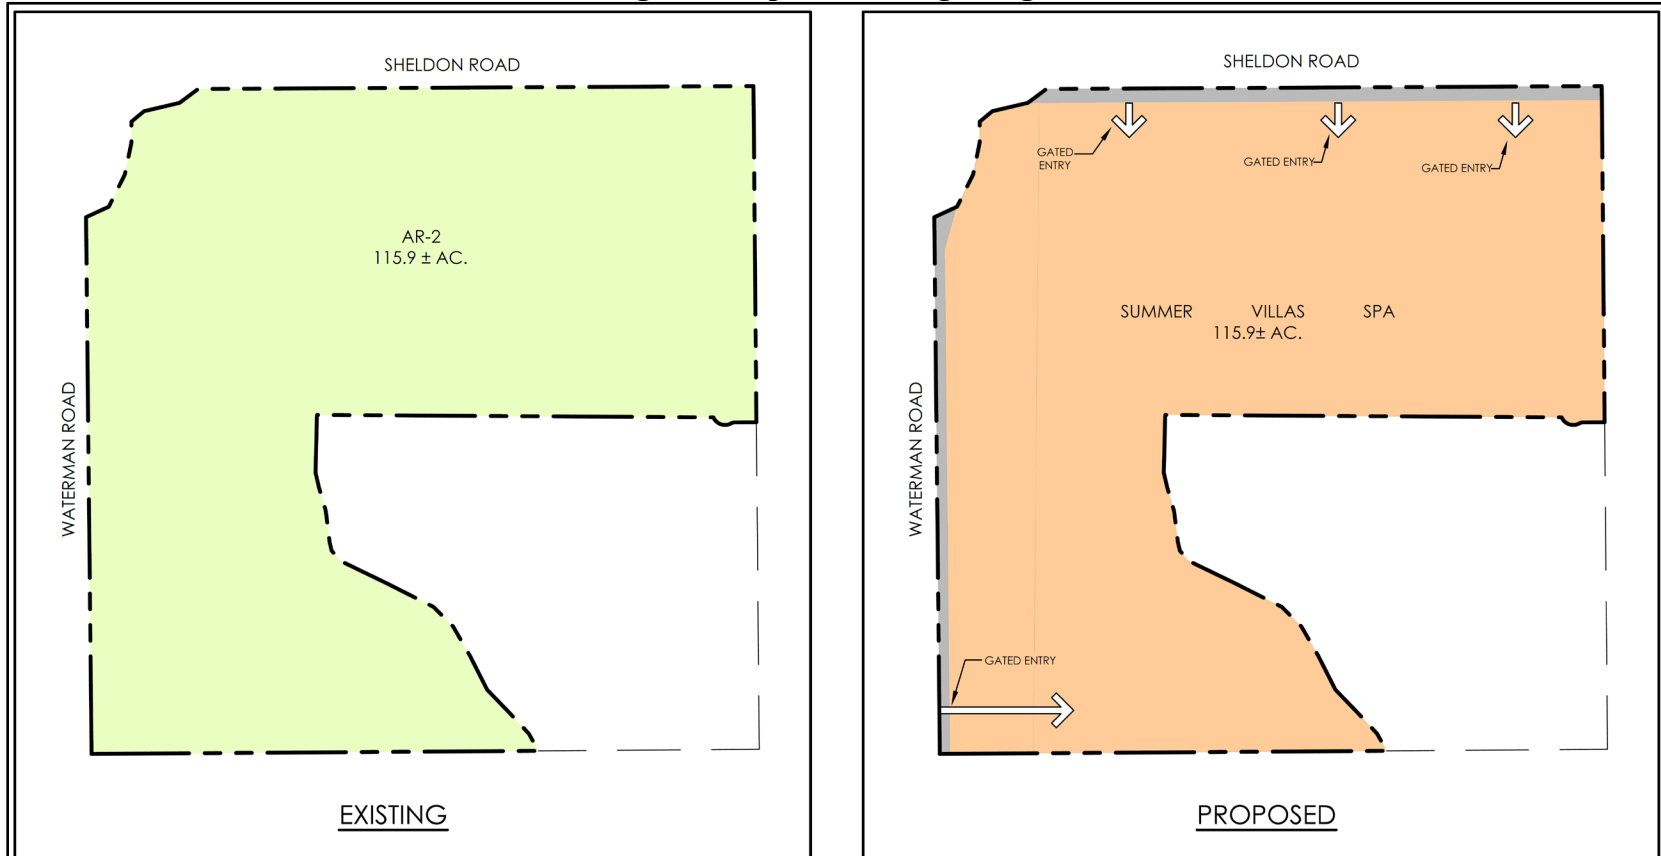 SHELDON ROAD
AR-2
115.9 ± AC.
WATERMAN ROAD
EXISTING
SHELDON ROAD
GATED
ENTRY
GATED ENTRY
GATED ENTRY
SUMMER VILLAS SPA
115.9± AC.
WATERMAN ROAD
GATED ENTRY
PROPOSED